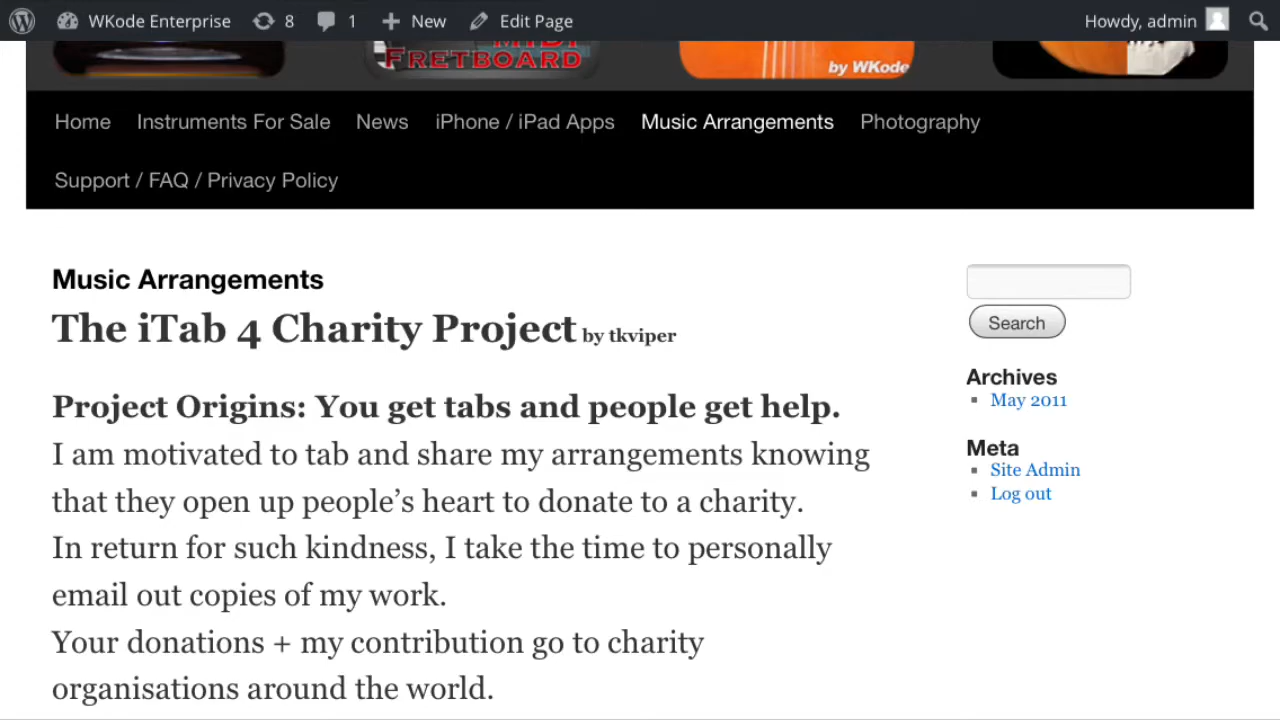 WKode Enterprise 8 1 New Edit Page Howdy, admin
MIDI
FRETBOARD
by WKode
Home Instruments For Sale News iPhone / iPad Apps Music Arrangements Photography
Support / FAQ / Privacy Policy
Music Arrangements
The iTab 4 Charity Project by tkviper
Project Origins: You get tabs and people get help.
I am motivated to tab and share my arrangements knowing
that they open up people’s heart to donate to a charity.
In return for such kindness, I take the time to personally
email out copies of my work.
Your donations + my contribution go to charity
organisations around the world.
Search
Archives
May 2011
Meta
Site Admin
Log out